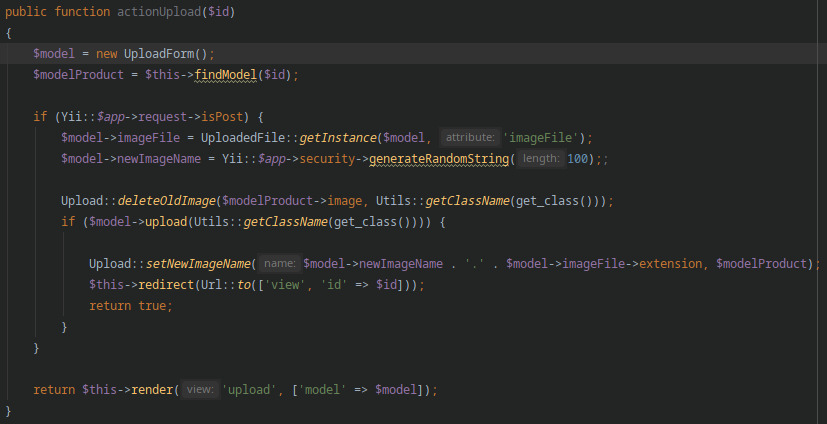 public function actionUpload($id)
{
$model = new UploadForm();
$modelProduct = $this->findModel($id);
if (Yii::$app->request->isPost) {
$model->imageFile = UploadedFile::getInstance($model, attribute: 'imageFile');
$model->newImageName = Yii::$app->security->generateRandomString( length: 100);;
Upload::deleteOldImage($modelProduct->image, Utils::getClassName(get_class()));
if ($model->upload(Utils::getClassName(get_class()))) {
Upload::setNewImageName( name: $model->newImageName . '.' . $model->imageFile->extension, $modelProduct);
$this->redirect(Url::to(['view', 'id' => $id]));
return true;
}
}
return $this->render( view: 'upload', ['model' => $model]);
}